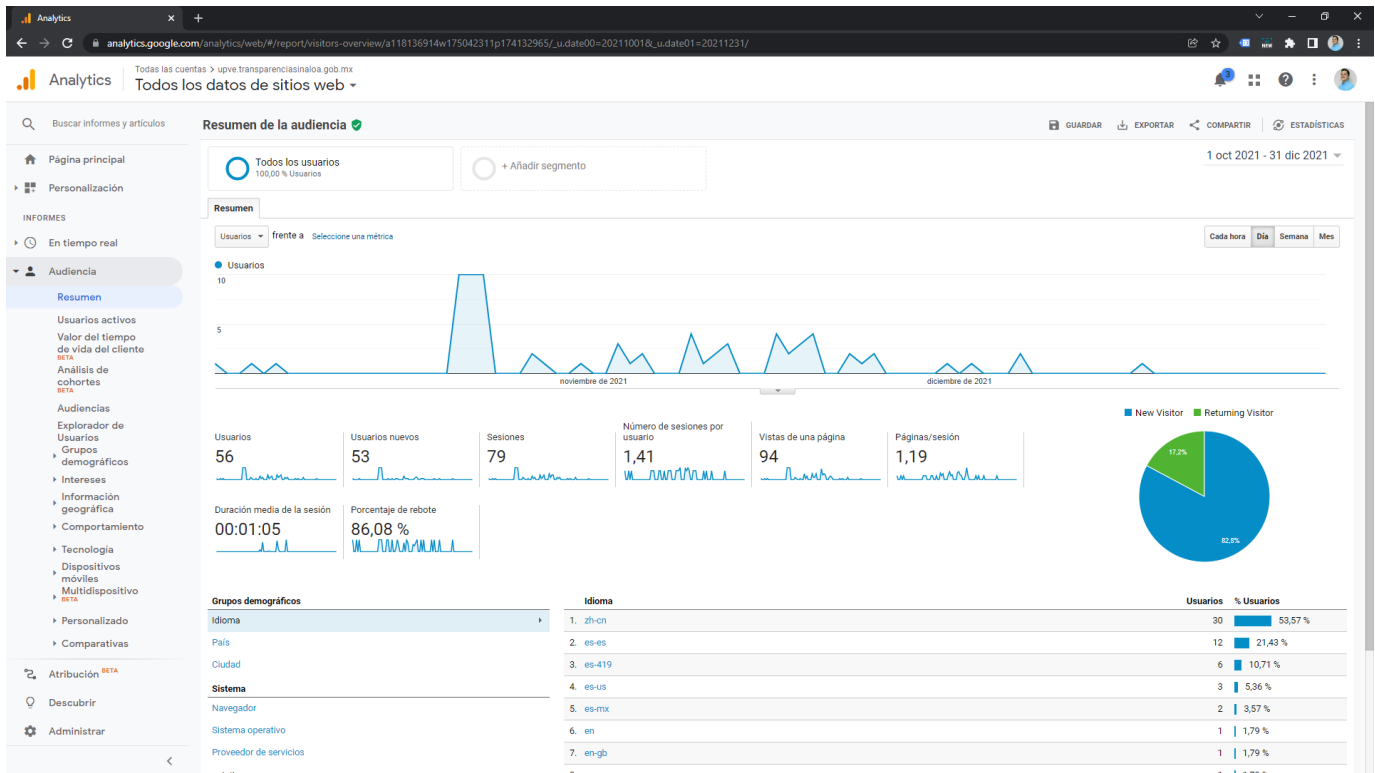 Analytics
analytics.google.com/analytics/web/#/report/visitors-overview/a118136914w175042311p174132965/_u.date00=20211001&_u.date01=20211231/
NEW
Analytics
Todas las cuentas > upve.transparenciasinaloa.gob.mx
Todos los datos de sitios web
3
Buscar informes y artículos
Página principal
Personalización
INFORMES
En tiempo real
Audiencia
Resumen
Usuarios activos
Valor del tiempo
de vida del cliente
BETA
Análisis de
cohortes
BETA
Audiencias
Explorador de
Usuarios
Grupos
demográficos
Intereses
Información
geográfica
Comportamiento
Tecnología
Dispositivos
móviles
Multidispositivo
BETA
Personalizado
Comparativas
Atribución BETA
Descubrir
Administrar
Resumen de la audiencia
GUARDAR EXPORTAR COMPARTIR ESTADÍSTICAS
Todos los usuarios
100,00 % Usuarios
+ Añadir segmento
1 oct 2021 - 31 dic 2021
Resumen
Usuarios frente a Seleccione una métrica
Cada hora Día Semana Mes
Usuarios
10
5
noviembre de 2021 diciembre de 2021
New Visitor Returning Visitor
Usuarios
56
Usuarios nuevos
53
Sesiones
79
Número de sesiones por
usuario
1,41
Vistas de una página
94
Páginas/sesión
1,19
Duración media de la sesión
00:01:05
Porcentaje de rebote
86,08 %
17,2%
82,8%
Grupos demográficos
Idioma
País
Ciudad
Sistema
Navegador
Sistema operativo
Proveedor de servicios
Idioma Usuarios % Usuarios
1. zh-cn 30 53,57 %
2. es-es 12 21,43 %
3. es-419 6 10,71 %
4. es-us 3 5,36 %
5. es-mx 2 3,57 %
6. en 1 1,79 %
7. en-gb 1 1,79 %